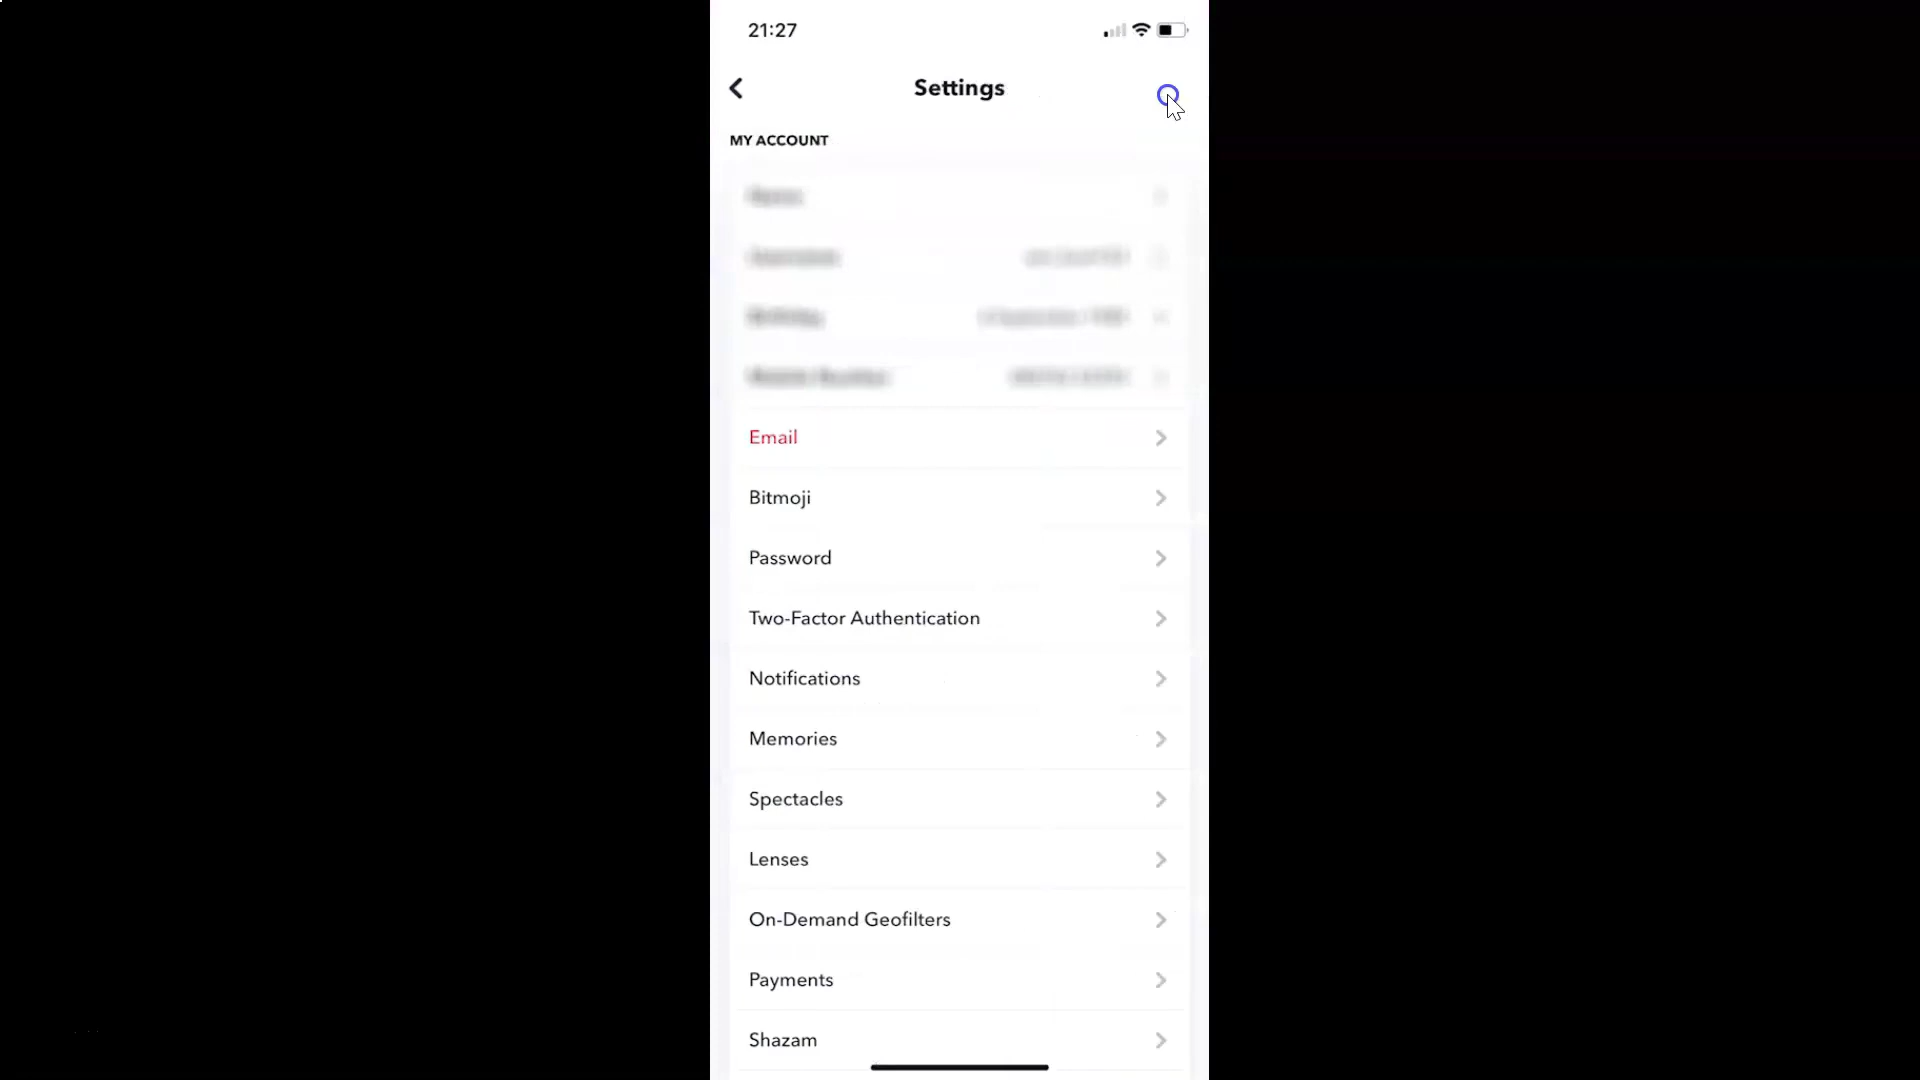 21:27
Settings
MY ACCOUNT
Email
Bitmoji
Password
Two-Factor Authentication
Notifications
Memories
Spectacles
Lenses
On-Demand Geofilters
Payments
Shazam